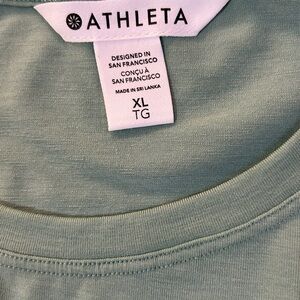 ATHLETA
DESIGNED IN
SAN FRANCISCO
CONÇU À
SAN FRANCISCO
MADE IN SRI LANKA
XL
TG